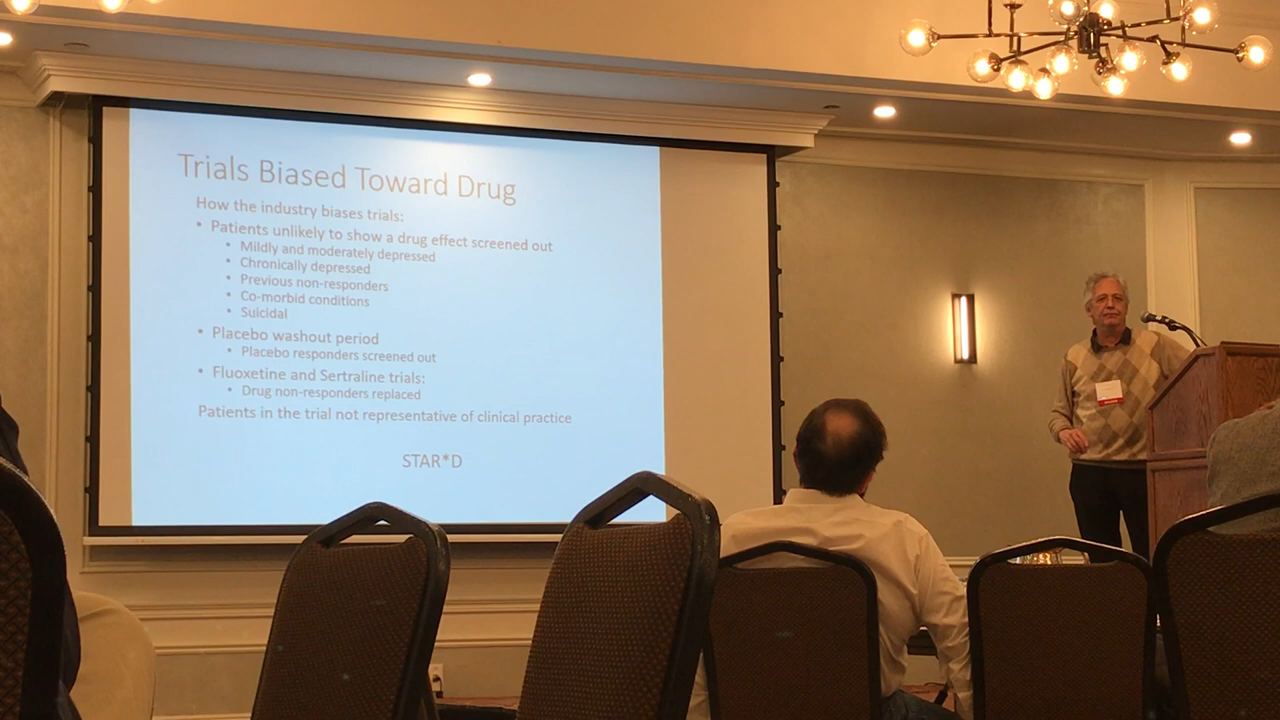 Trials Biased Toward Drug
How the industry biases trials:
• Patients unlikely to show a drug effect screened out
• Mildly and moderately depressed
• Chronically depressed
• Previous non-responders
• Co-morbid conditions
• Suicidal
• Placebo washout period
• Placebo responders screened out
• Fluoxetine and Sertraline trials:
• Drug non-responders replaced
Patients in the trial not representative of clinical practice
STAR*D